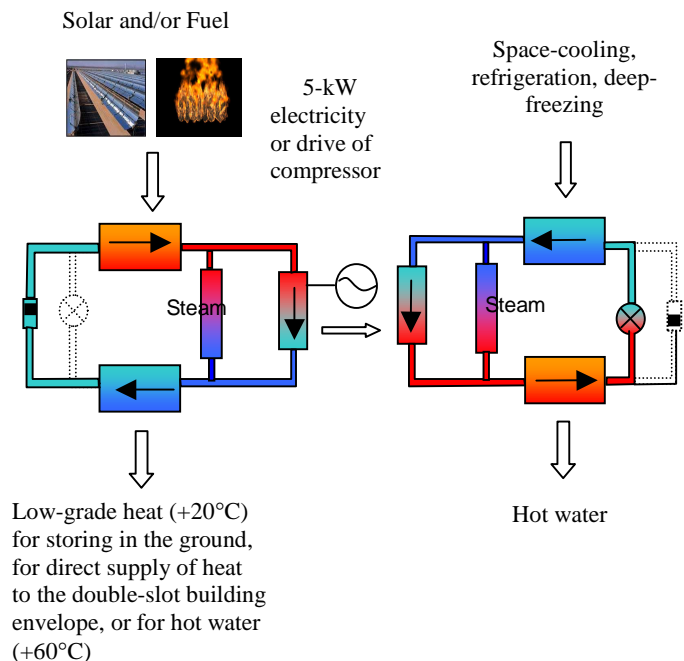 Solar and/or Fuel
5-kW
electricity
or drive of
compressor
Space-cooling,
refrigeration, deep-
freezing
Steam
Steam
Low-grade heat (+20°C)
for storing in the ground,
for direct supply of heat
to the double-slot building
envelope, or for hot water
(+60°C)
Hot water